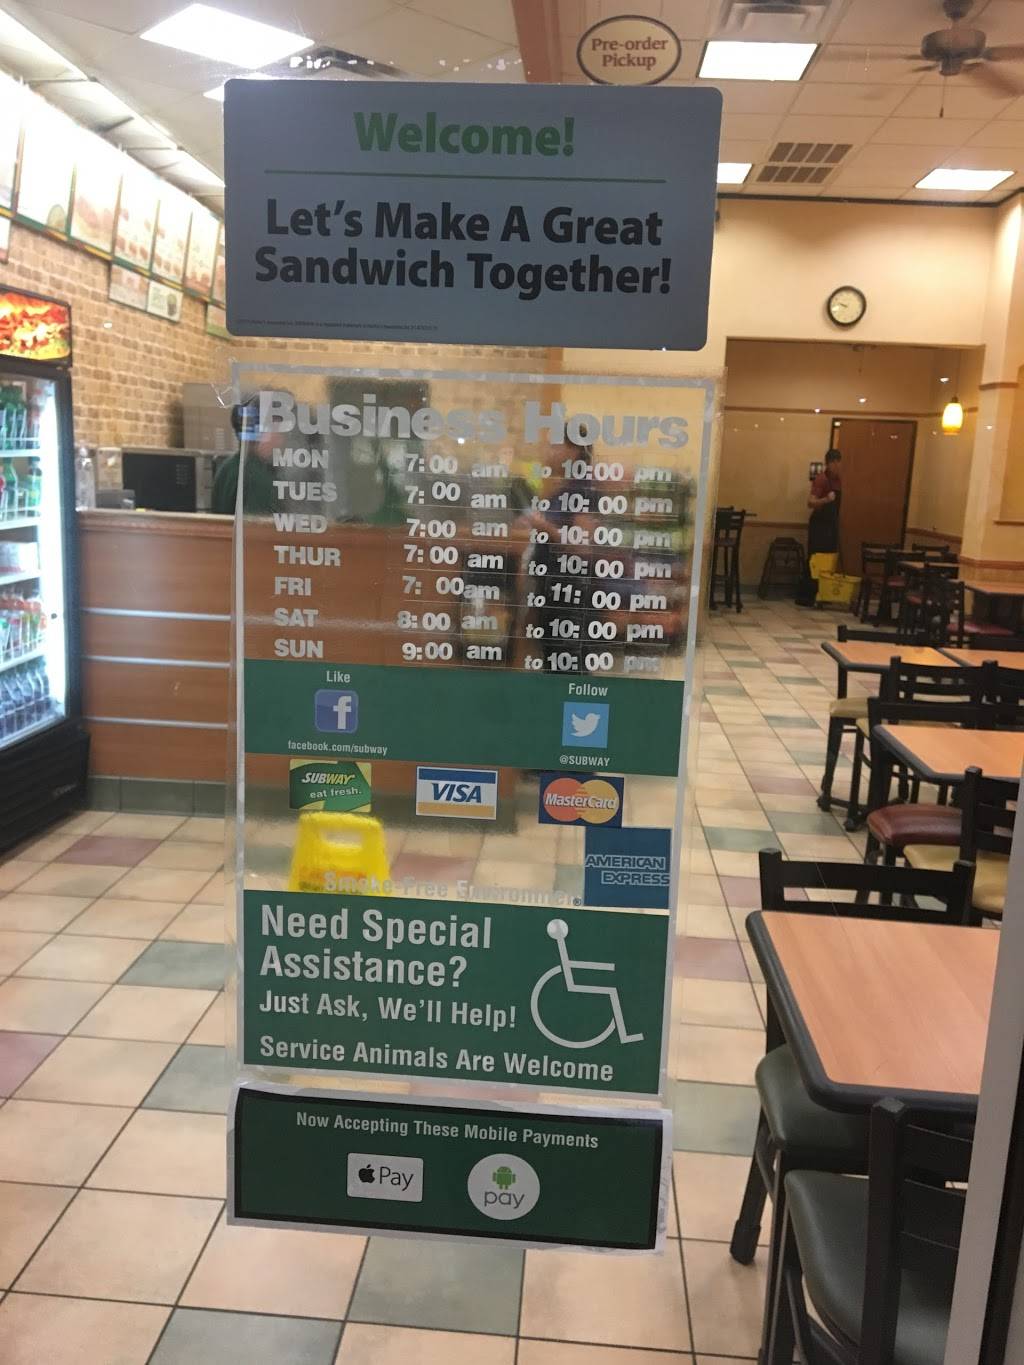 Pre-order
Pickup
Welcome!
Let's Make A Great
Sandwich Together!
Business Hours
MON 7:00 am to 10:00 pm
TUES 7:00 am to 10:00 pm
WED 7:00 am to 10:00 pm
THUR 7:00 am to 10:00 pm
FRI 7:00am to 11:00 pm
SAT 8:00 am to 10:00 pm
SUN 9:00 am to 10:00 pm
Like
Follow
f
facebook.com/subway
@SUBWAY
SUBWAY
eat fresh.
VISA
MasterCard
AMERICAN
EXPRESS
Smoke-Free Environment
Need Special
Assistance?
Just Ask, We'll Help!
Service Animals Are Welcome
Now Accepting These Mobile Payments
Pay
pay